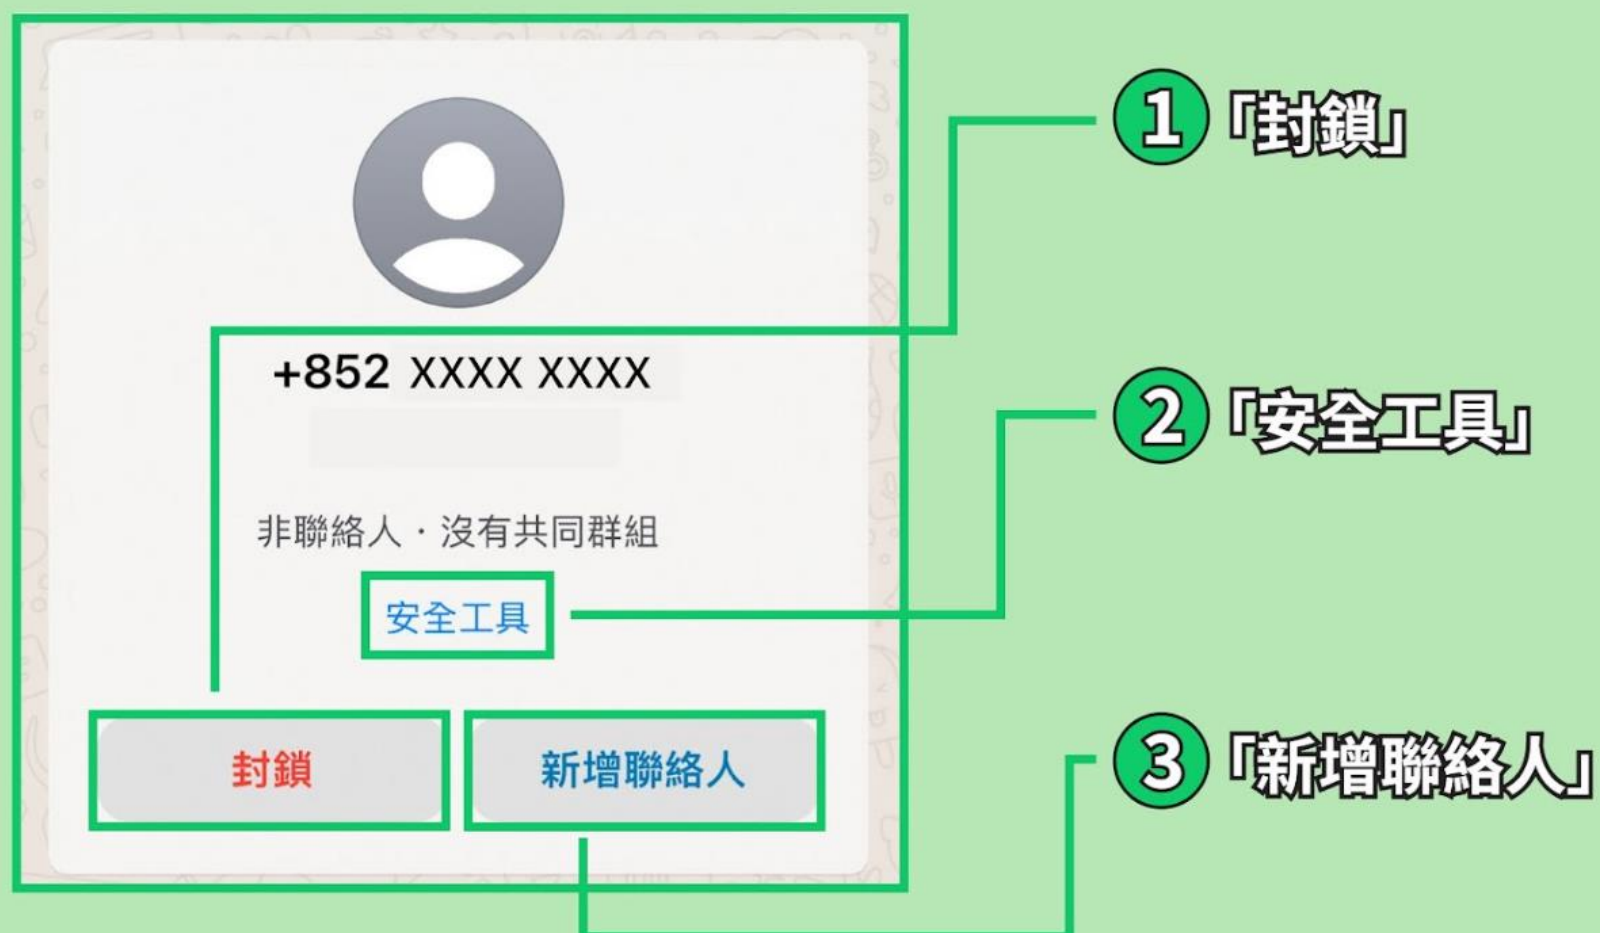 +852 XXXX XXXX
非聯絡人·沒有共同群組
安全工具
封鎖
新增聯絡人
1「封鎖」
2「安全工具」
3「新增聯絡人」